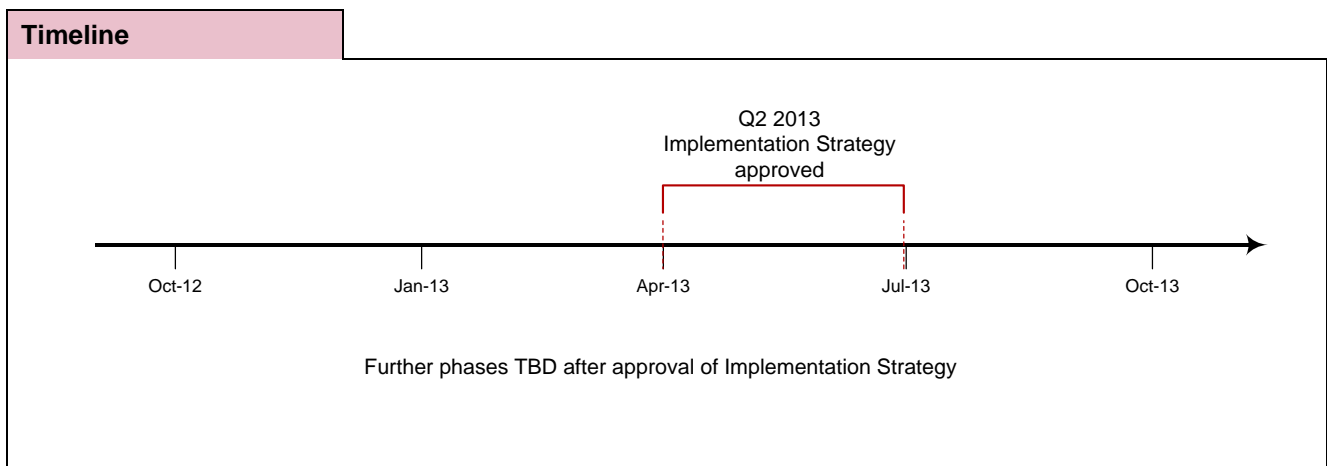 Timeline
Q2 2013
Implementation Strategy
approved
Oct-12
Jan-13
Apr-13
Jul-13
Oct-13
Further phases TBD after approval of Implementation Strategy